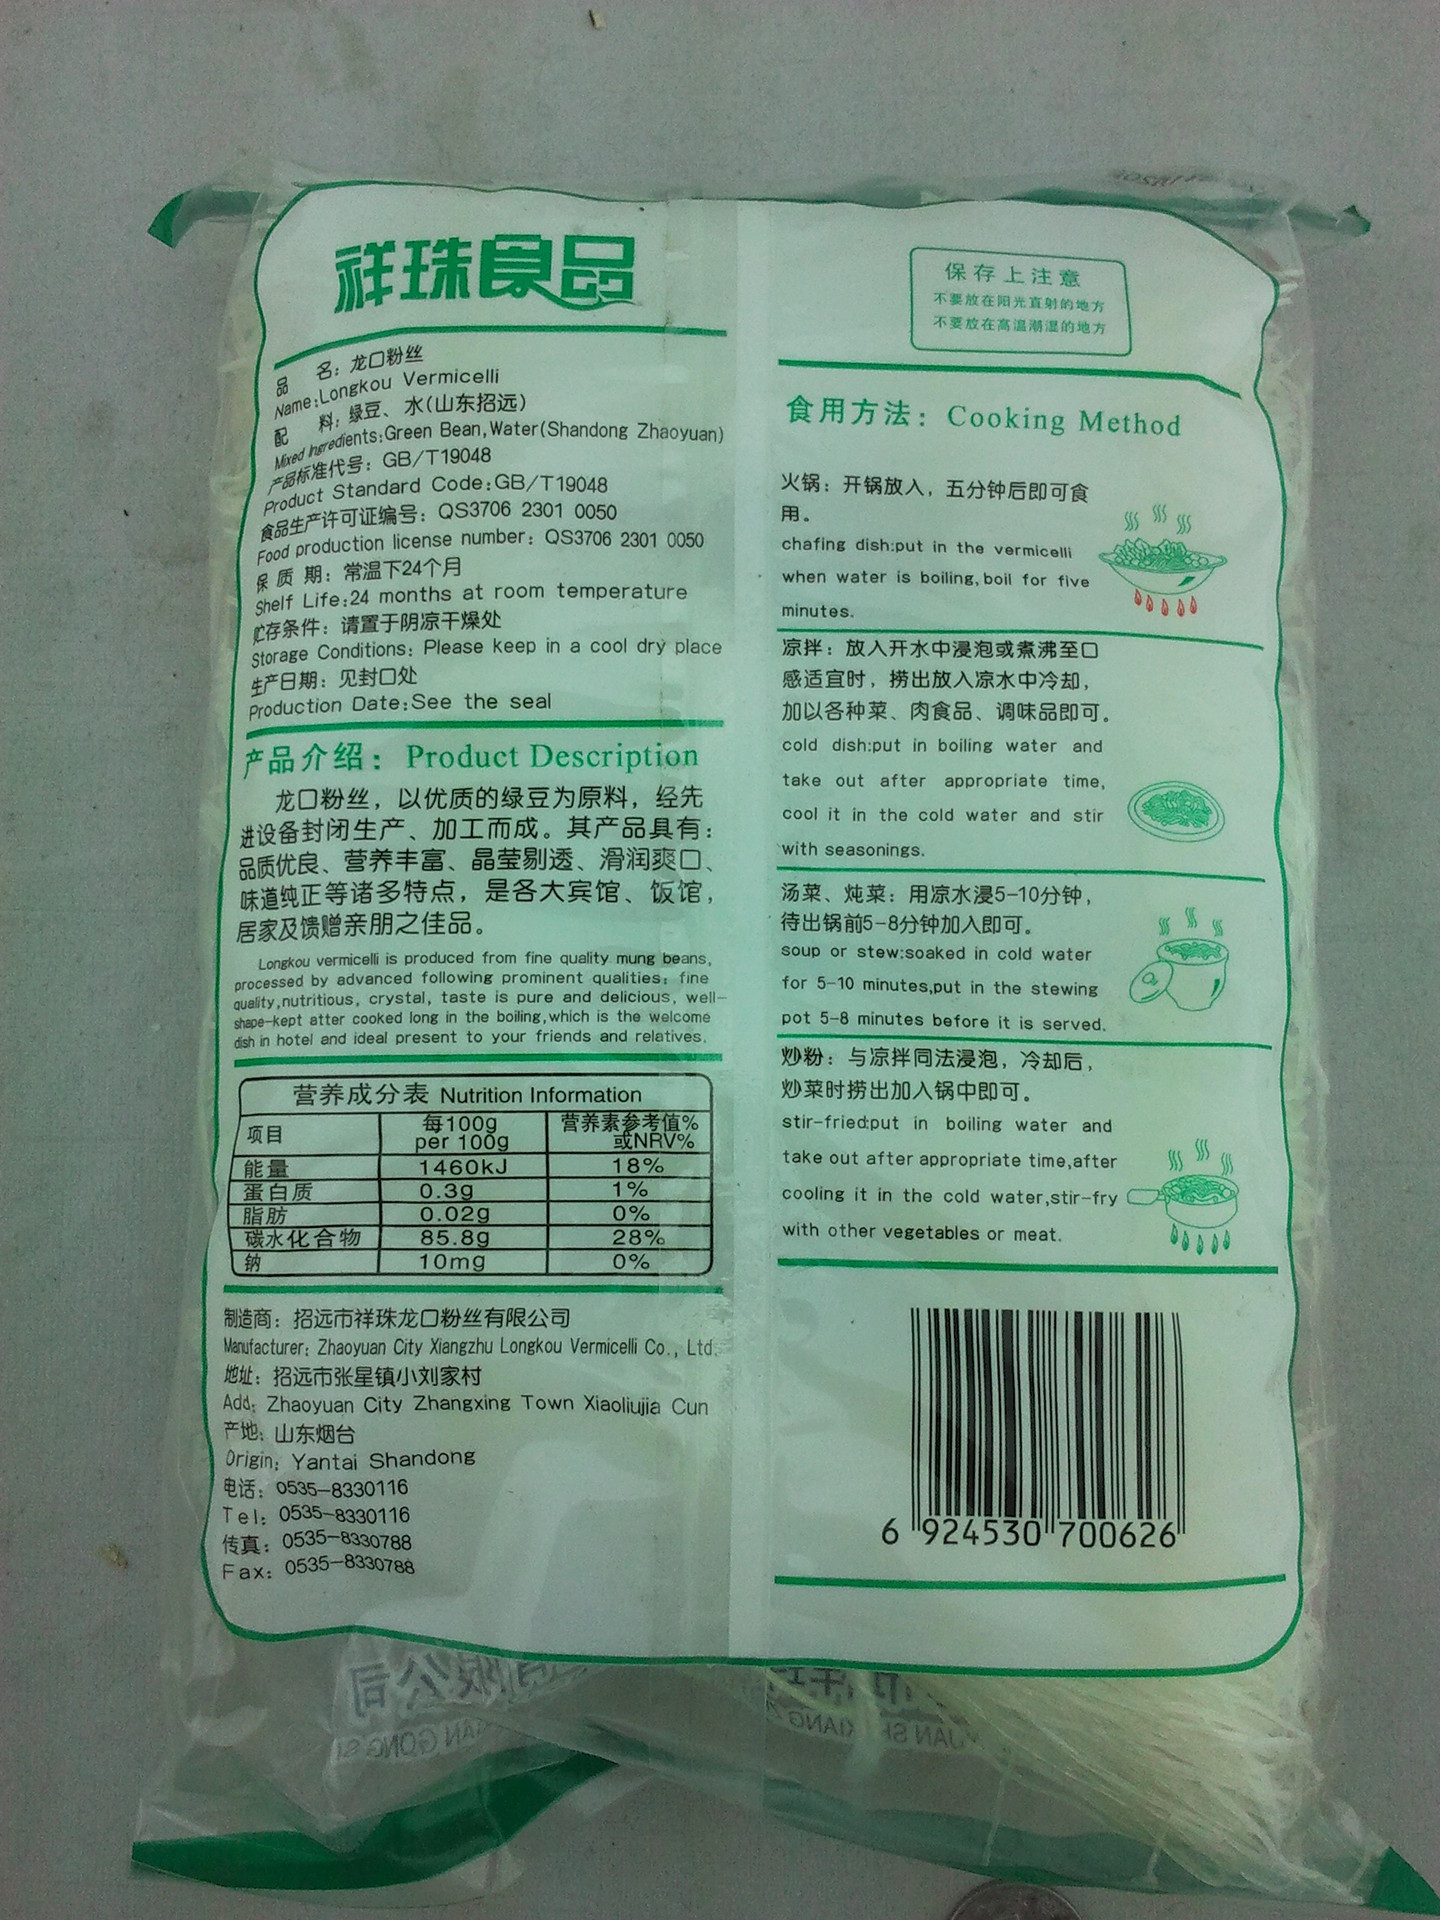 祥珠食品
品 名：龙口粉丝
Name:Longkou Vermicelli
配 料：绿豆、水(山东招远)
Mixed Ingredients:Green Bean,Water(Shandong Zhaoyuan)
产品标准代号：GB/T19048
Product Standard Code:GB/T19048
食品生产许可证编号：QS3706 2301 0050
Food production license number：QS3706 2301 0050
保 质 期：常温下24个月
Shelf Life:24 months at room temperature
贮存条件：请置于阴凉干燥处
Storage Conditions：Please keep in a cool dry place
生产日期：见封口处
Production Date:See the seal
产品介绍：Product Description
龙口粉丝，以优质的绿豆为原料，经先
进设备封闭生产、加工而成。其产品具有：
品质优良、营养丰富、晶莹剔透、滑润爽口、
味道纯正等诸多特点，是各大宾馆、饭馆，
居家及馈赠亲朋之佳品。
Longkou vermicelli is produced from fine quality mung beans,
processed by advanced following prominent qualities：fine
quality,nutritious, crystal, taste is pure and delicious, well-
shape-kept atter cooked long in the boiling,which is the welcome
dish in hotel and ideal present to your friends and relatives.
营养成分表 Nutrition Information
项目 每100g per 100g 营养素参考值% 或NRV%
能量 1460kJ 18%
蛋白质 0.3g 1%
脂肪 0.02g 0%
碳水化合物 85.8g 28%
钠 10mg 0%
制造商：招远市祥珠龙口粉丝有限公司
Manufacturer：Zhaoyuan City Xiangzhu Longkou Vermicelli Co., Ltd.
地址：招远市张星镇小刘家村
Add：Zhaoyuan City Zhangxing Town Xiaoliujia Cun
产地：山东烟台
Origin：Yantai Shandong
电话：0535-8330116
Tel：0535-8330116
传真：0535-8330788
Fax：0535-8330788
保存上注意
不要放在阳光直射的地方
不要放在高温潮湿的地方
食用方法：Cooking Method
火锅：开锅放入，五分钟后即可食
用。
chafing dish:put in the vermicelli
when water is boiling,boil for five
minutes.
凉拌：放入开水中浸泡或煮沸至口
感适宜时，捞出放入凉水中冷却，
加以各种菜、肉食品、调味品即可。
cold dish:put in boiling water and
take out after appropriate time,
cool it in the cold water and stir
with seasonings.
汤菜、炖菜：用凉水浸5-10分钟，
待出锅前5-8分钟加入即可。
soup or stew:soaked in cold water
for 5-10 minutes,put in the stewing
pot 5-8 minutes before it is served.
炒粉：与凉拌同法浸泡，冷却后，
炒菜时捞出加入锅中即可。
stir-fried:put in boiling water and
take out after appropriate time,after
cooling it in the cold water,stir-fry
with other vegetables or meat.
6 924530 700626